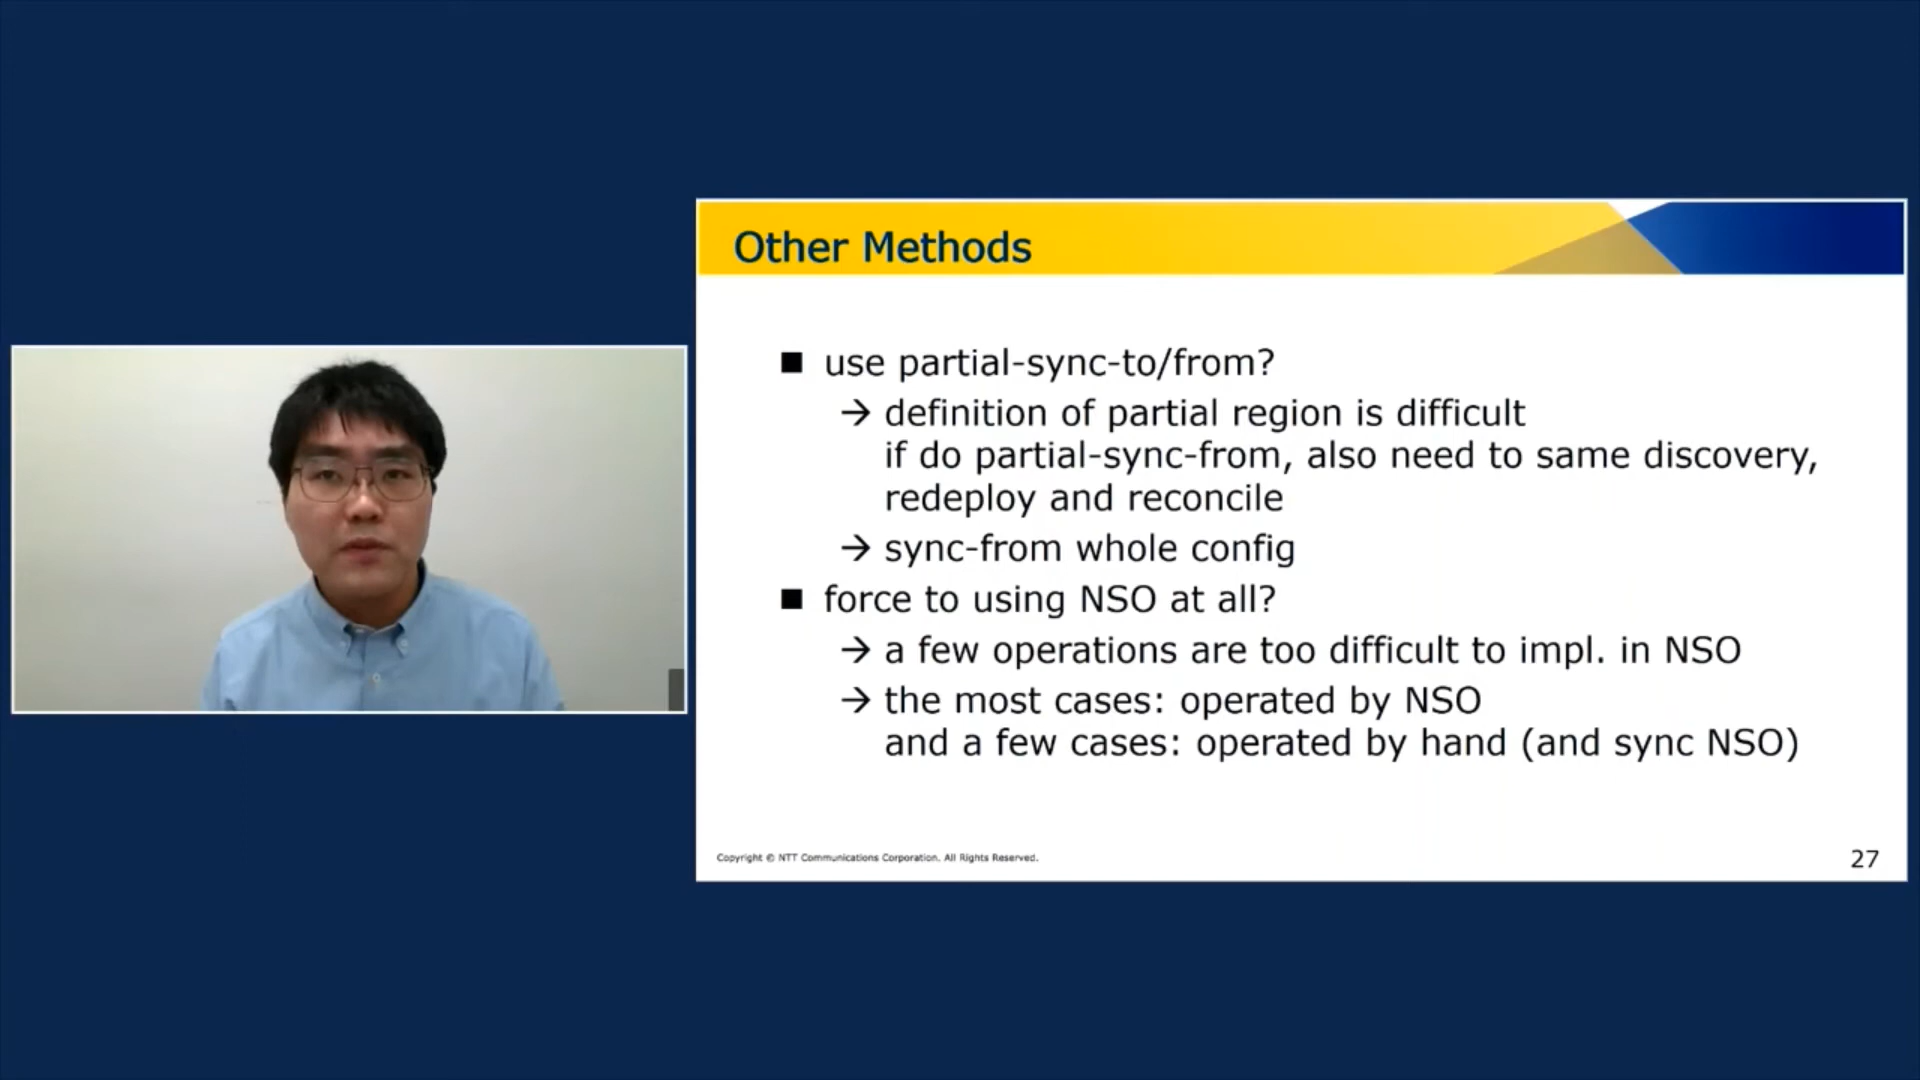 Other Methods
■ use partial-sync-to/from?
→ definition of partial region is difficult
if do partial-sync-from, also need to same discovery,
redeploy and reconcile
→ sync-from whole config
■ force to using NSO at all?
→ a few operations are too difficult to impl. in NSO
→ the most cases: operated by NSO
and a few cases: operated by hand (and sync NSO)
Copyright © NTT Communications Corporation. All Rights Reserved.
27